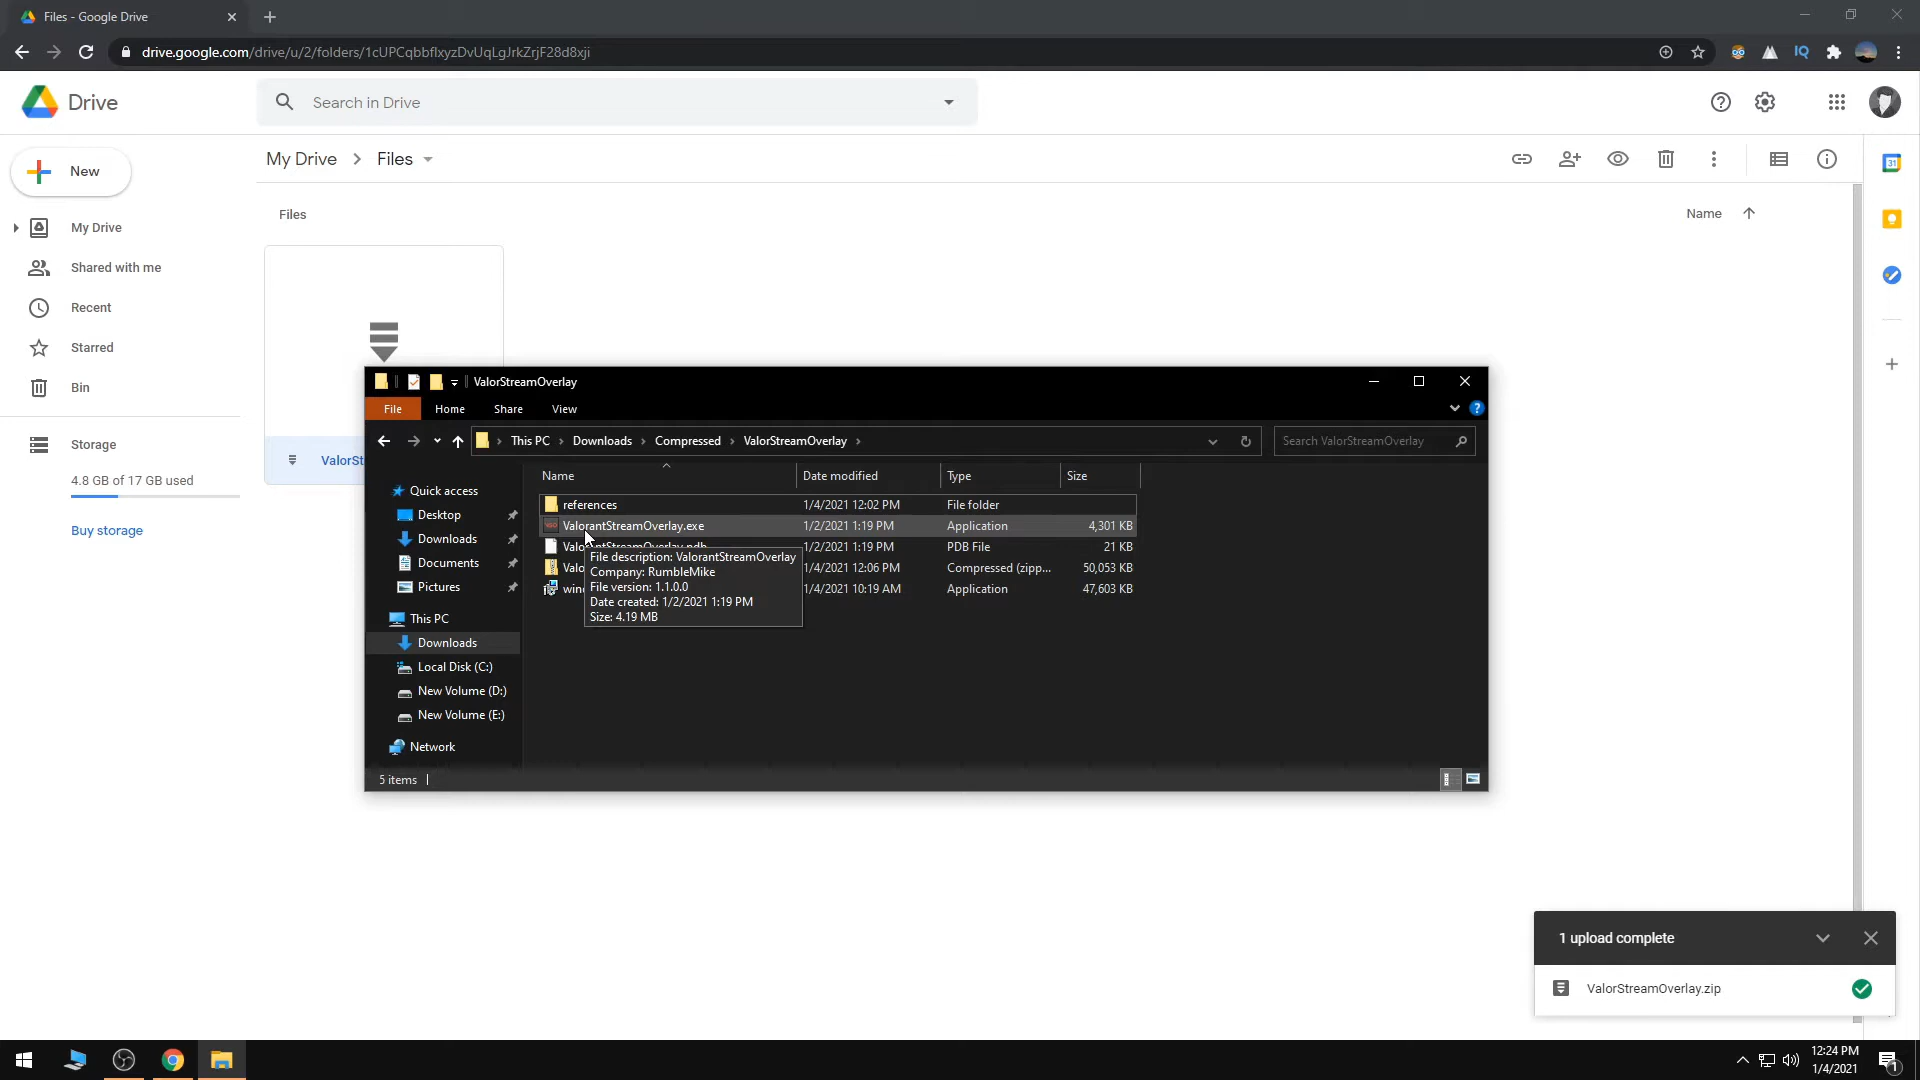 Files - Google Drive
drive.google.com/drive/u/2/folders/1cUPCqbbflxyzDvUqLgJrkZrjF28d8xji
Drive
Search in Drive
New
My Drive
Files
My Drive
Shared with me
Recent
Starred
Bin
Storage
4.8 GB of 17 GB used
Buy storage
Files
Name
ValorSt
31
IQ
ValorStreamOverlay
File
Home
Share
View
This PC
Downloads
Compressed
ValorStreamOverlay
Search ValorStreamOverlay
Quick access
Desktop
Downloads
Documents
Pictures
This PC
Downloads
Local Disk (C:)
New Volume (D:)
New Volume (E:)
Network
Name Date modified Type Size
references 1/4/2021 12:02 PM File folder
ValorantStreamOverlay.exe 1/2/2021 1:19 PM Application 4,301 KB
ValorantStreamOverlay.pdb 1/2/2021 1:19 PM PDB File 21 KB
Valo 1/4/2021 12:06 PM Compressed (zipp... 50,053 KB
win 1/4/2021 10:19 AM Application 47,603 KB
File description: ValorantStreamOverlay
Company: RumbleMike
File version: 1.1.0.0
Date created: 1/2/2021 1:19 PM
Size: 4.19 MB
5 items
1 upload complete
ValorStreamOverlay.zip
12:24 PM
1/4/2021
1